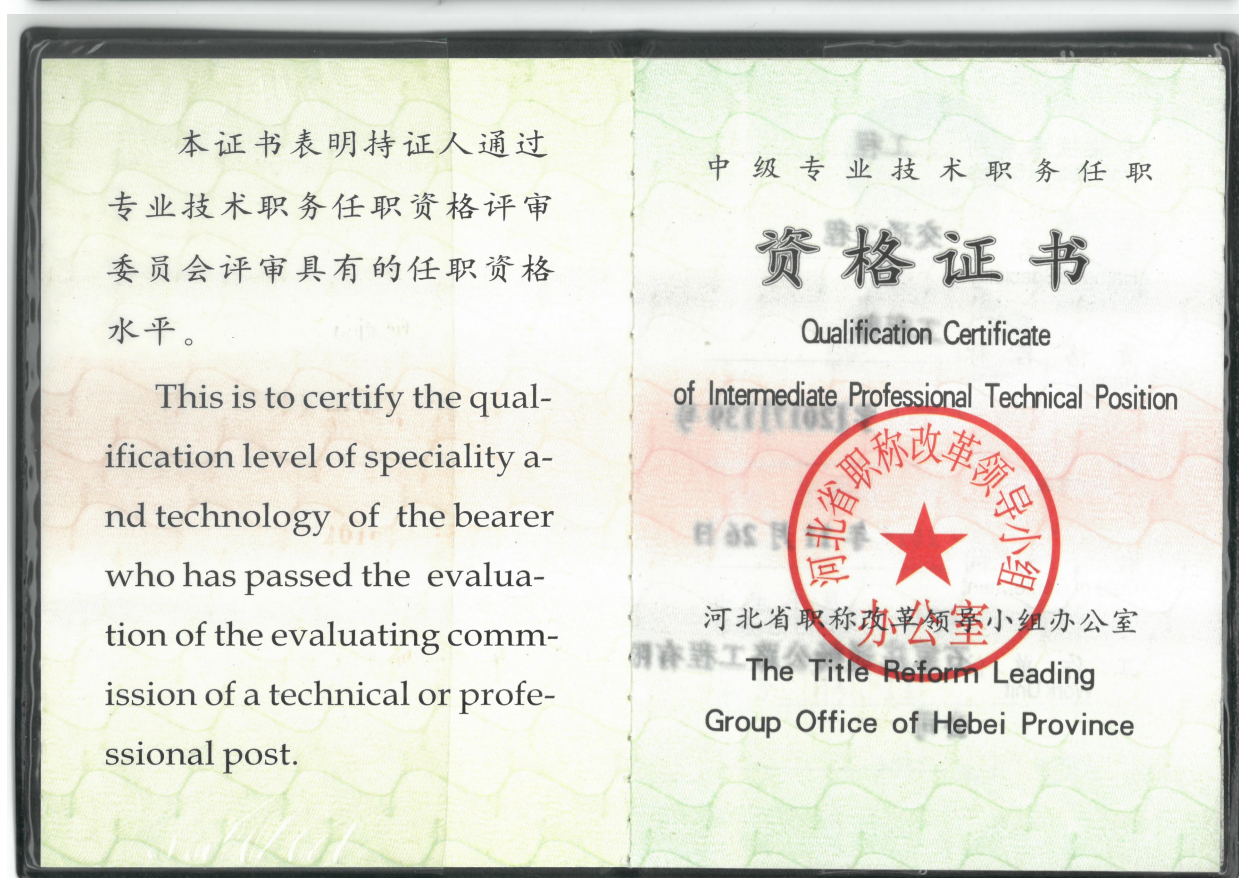 本证书表明持证人通过
专业技术职务任职资格评审
委员会评审具有的任职资格
水平。
This is to certify the qual-
ification level of speciality a-
nd technology of the bearer
who has passed the evalua-
tion of the evaluating comm-
ission of a technical or profe-
ssional post.
中级专业技术职务任职
资格证书
Qualification Certificate
of Intermediate Professional Technical Position
河北省职称改革领导小组
办公室
河北省职称改革领导小组办公室
The Title Reform Leading
Group Office of Hebei Province